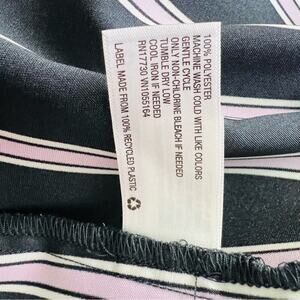 100% POLYESTER
MACHINE WASH COLD WITH LIKE COLORS
GENTLE CYCLE
ONLY NON-CHLORINE BLEACH IF NEEDED
TUMBLE DRY LOW
COOL IRON IF NEEDED
RN17730 VN1055164
LABEL MADE FROM 100% RECYCLED PLASTIC